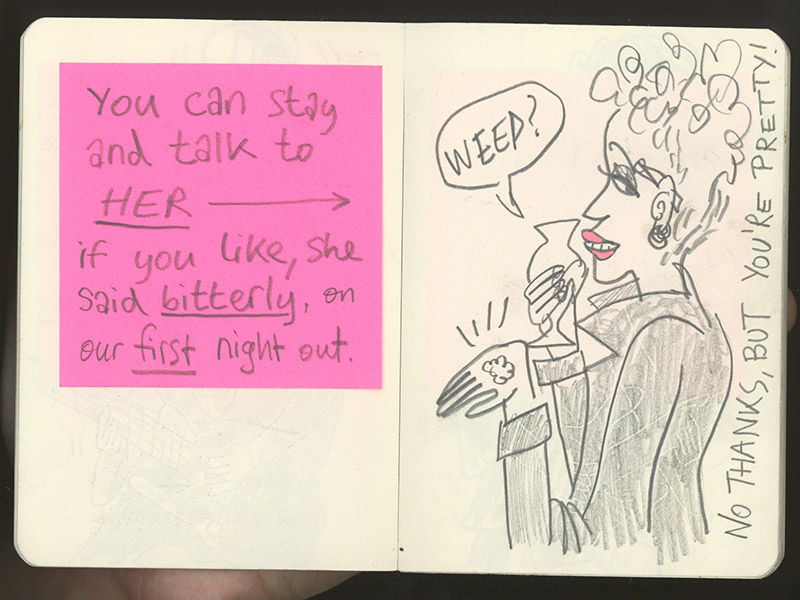 You can stay
and talk to
HER
if you like, she
said bitterly, on
our first night out.
WEED?
NO THANKS, BUT YOU'RE PRETTY!